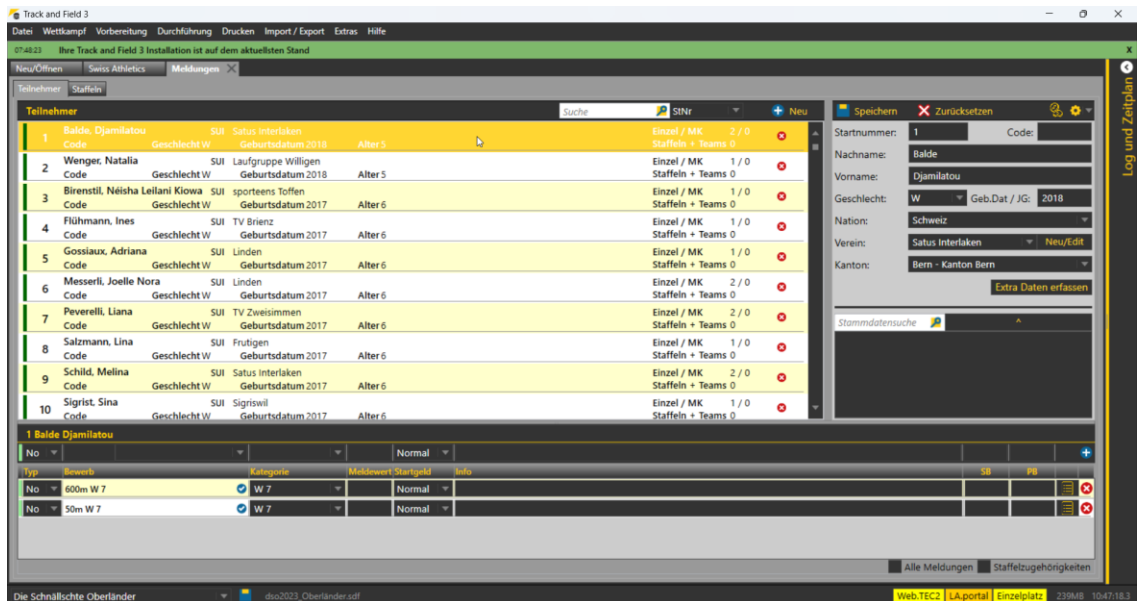 Track and Field 3
Datei Wettkampf Vorbereitung Durchführung Drucken Import / Export Extras Hilfe
07:48:23 Ihre Track and Field 3 Installation ist auf dem aktuellsten Stand X
Neu/Öffnen Swiss Athletics Meldungen
Teilnehmer Staffeln
Teilnehmer Suche StNr Neu
1 Balde, Djamilatou SUI Satus Interlaken Einzel / MK 2 / 0
Code Geschlecht W Geburtsdatum 2018 Alter 5 Staffeln + Teams 0
2 Wenger, Natalia SUI Laufgruppe Willigen Einzel / MK 1 / 0
Code Geschlecht W Geburtsdatum 2018 Alter 5 Staffeln + Teams 0
3 Birenstil, Néisha Leilani Kiowa SUI sporteens Toffen Einzel / MK 1 / 0
Code Geschlecht W Geburtsdatum 2017 Alter 6 Staffeln + Teams 0
4 Flühmann, Ines SUI TV Brienz Einzel / MK 1 / 0
Code Geschlecht W Geburtsdatum 2017 Alter 6 Staffeln + Teams 0
5 Gossiaux, Adriana SUI Linden Einzel / MK 1 / 0
Code Geschlecht W Geburtsdatum 2017 Alter 6 Staffeln + Teams 0
6 Messerli, Joelle Nora SUI Linden Einzel / MK 2 / 0
Code Geschlecht W Geburtsdatum 2017 Alter 6 Staffeln + Teams 0
7 Peverelli, Liana SUI TV Zweisimmen Einzel / MK 2 / 0
Code Geschlecht W Geburtsdatum 2017 Alter 6 Staffeln + Teams 0
8 Salzmann, Lina SUI Frutigen Einzel / MK 1 / 0
Code Geschlecht W Geburtsdatum 2017 Alter 6 Staffeln + Teams 0
9 Schild, Melina SUI Satus Interlaken Einzel / MK 2 / 0
Code Geschlecht W Geburtsdatum 2017 Alter 6 Staffeln + Teams 0
10 Sigrist, Sina SUI Sigriswil Einzel / MK 1 / 0
Code Geschlecht W Geburtsdatum 2017 Alter 6 Staffeln + Teams 0
Speichern Zurücksetzen
Startnummer: 1 Code:
Nachname: Balde
Vorname: Djamilatou
Geschlecht: W Geb.Dat / JG: 2018
Nation: Schweiz
Verein: Satus Interlaken Neu/Edit
Kanton: Bern - Kanton Bern
Extra Daten erfassen
Stammdatensuche
Log und Zeitplan
1 Balde Djamilatou
No Normal
Typ Bewerb Kategorie Meldewert Startgeld Info SB PB
No 600m W 7 W 7 Normal
No 50m W 7 W 7 Normal
Alle Meldungen Staffelzugehörigkeiten
Die Schnällschte Oberländer dso2023_Oberländer.sdf Web.TEC2 LA.portal Einzelplatz 239MB 10:47:18.3